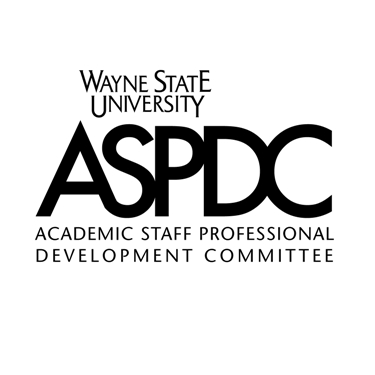 WAYNE STATE
UNIVERSITY
ASPDC
ACADEMIC STAFF PROFESSIONAL
DEVELOPMENT COMMITTEE